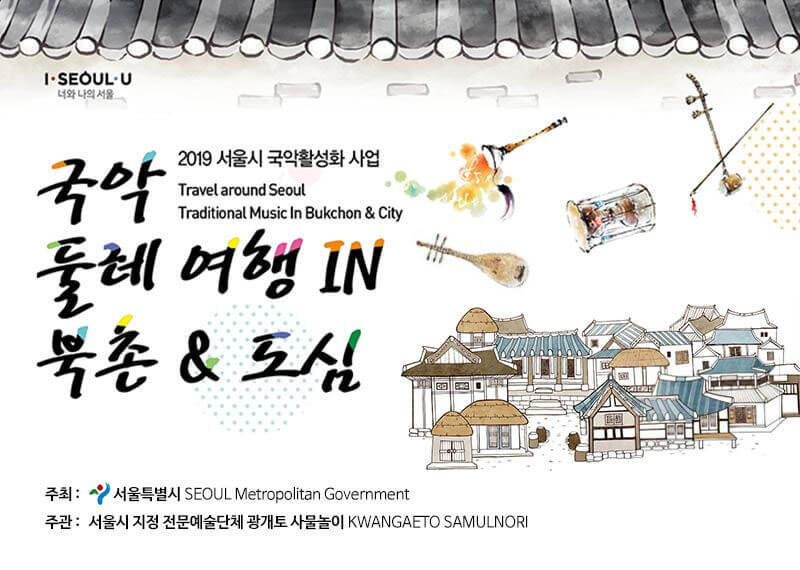 I·SEOUL·U
너와 나의 서울
2019 서울시 국악활성화 사업
Travel around Seoul
Traditional Music In Bukchon & City
국악
둘레 여행 IN
북촌 & 도심
주최 : 서울특별시 SEOUL Metropolitan Government
주관 : 서울시 지정 전문예술단체 광개토 사물놀이 KWANGAETO SAMULNORI